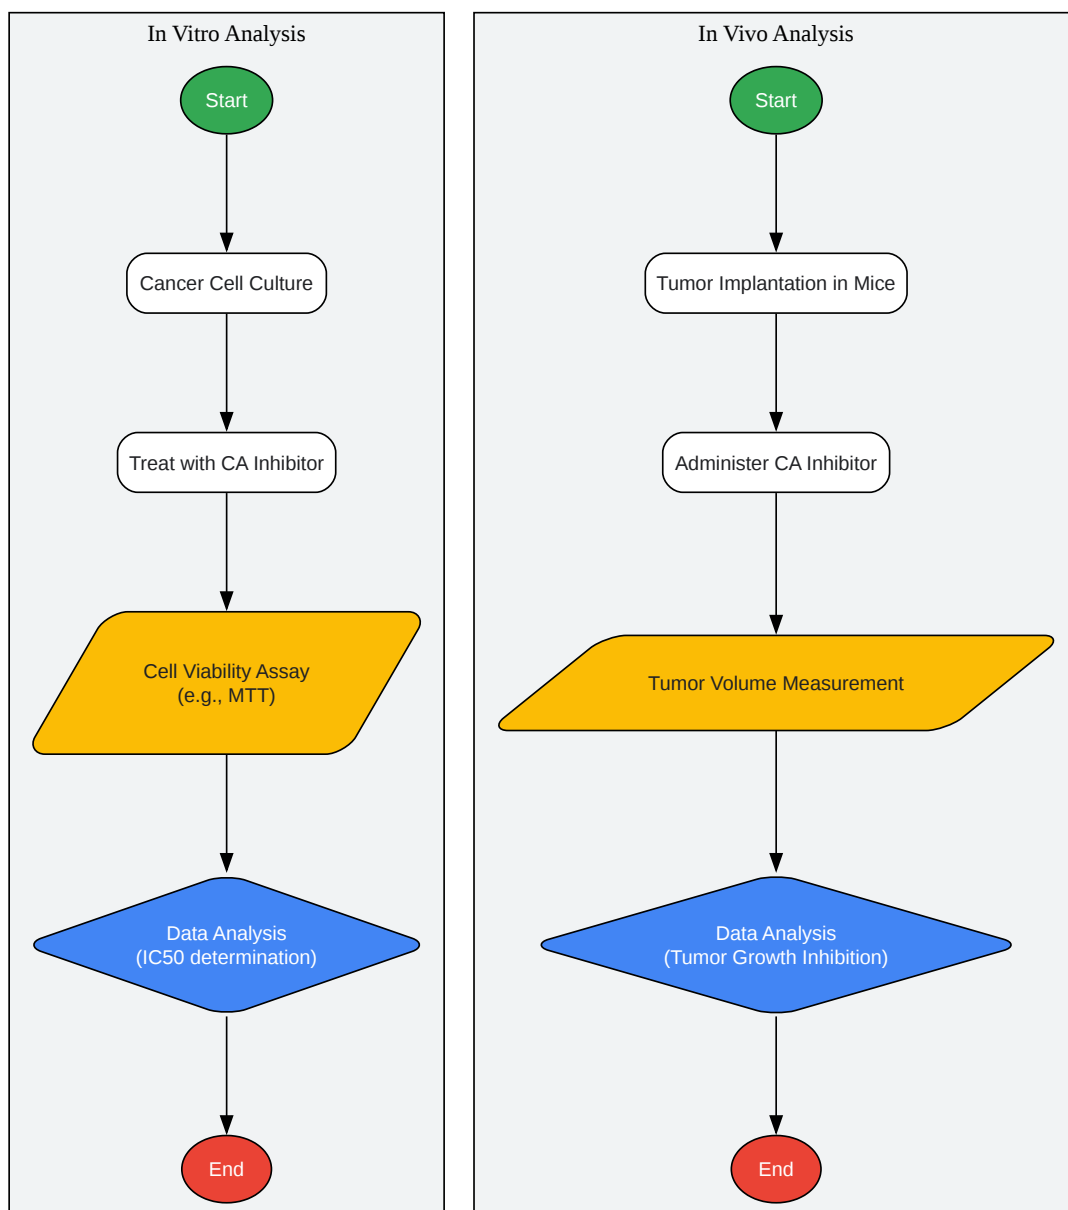 In Vitro Analysis
Start
Cancer Cell Culture
Treat with CA Inhibitor
Cell Viability Assay
(e.g., MTT)
Data Analysis
(IC50 determination)
End
In Vivo Analysis
Start
Tumor Implantation in Mice
Administer CA Inhibitor
Tumor Volume Measurement
Data Analysis
(Tumor Growth Inhibition)
End